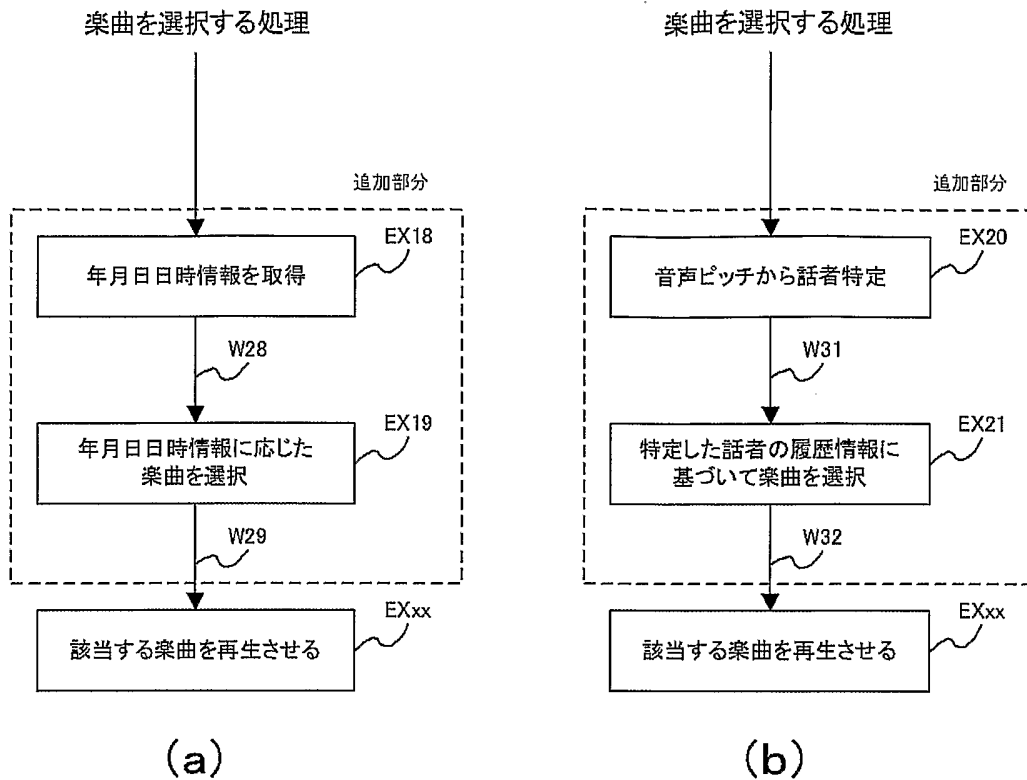 楽曲を選択する処理
追加部分
EX18
年月日日時情報を取得
W28
EX19
年月日日時情報に応じた
楽曲を選択
W29
EXxx
該当する楽曲を再生させる
(a)
楽曲を選択する処理
追加部分
EX20
音声ピッチから話者特定
W31
EX21
特定した話者の履歴情報に
基づいて楽曲を選択
W32
EXxx
該当する楽曲を再生させる
(b)